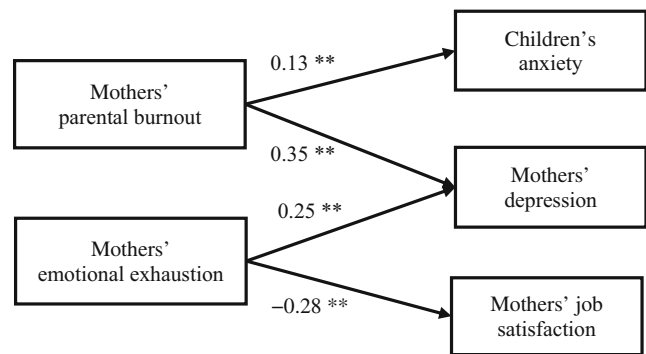 Children's
anxiety
0.13 **
Mothers'
parental burnout
0.35 **
Mothers'
depression
0.25 **
Mothers'
emotional exhaustion
−0.28 **
Mothers' job
satisfaction